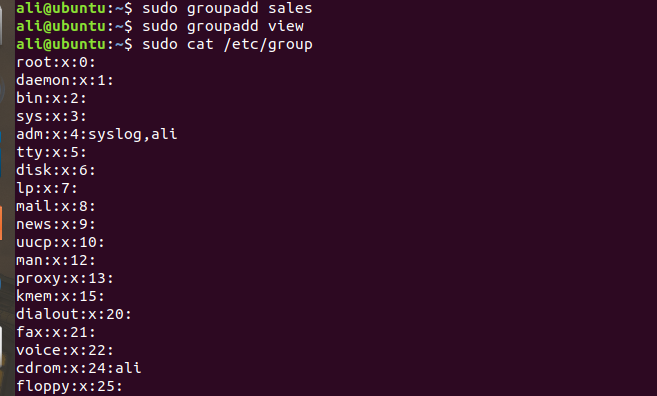 ali@ubuntu:~$ sudo groupadd sales
ali@ubuntu:~$ sudo groupadd view
ali@ubuntu:~$ sudo cat /etc/group
root:x:0:
daemon:x:1:
bin:x:2:
sys:x:3:
adm:x:4:syslog,ali
tty:x:5:
disk:x:6:
lp:x:7:
mail:x:8:
news:x:9:
uucp:x:10:
man:x:12:
proxy:x:13:
kmem:x:15:
dialout:x:20:
fax:x:21:
voice:x:22:
cdrom:x:24:ali
floppy:x:25: